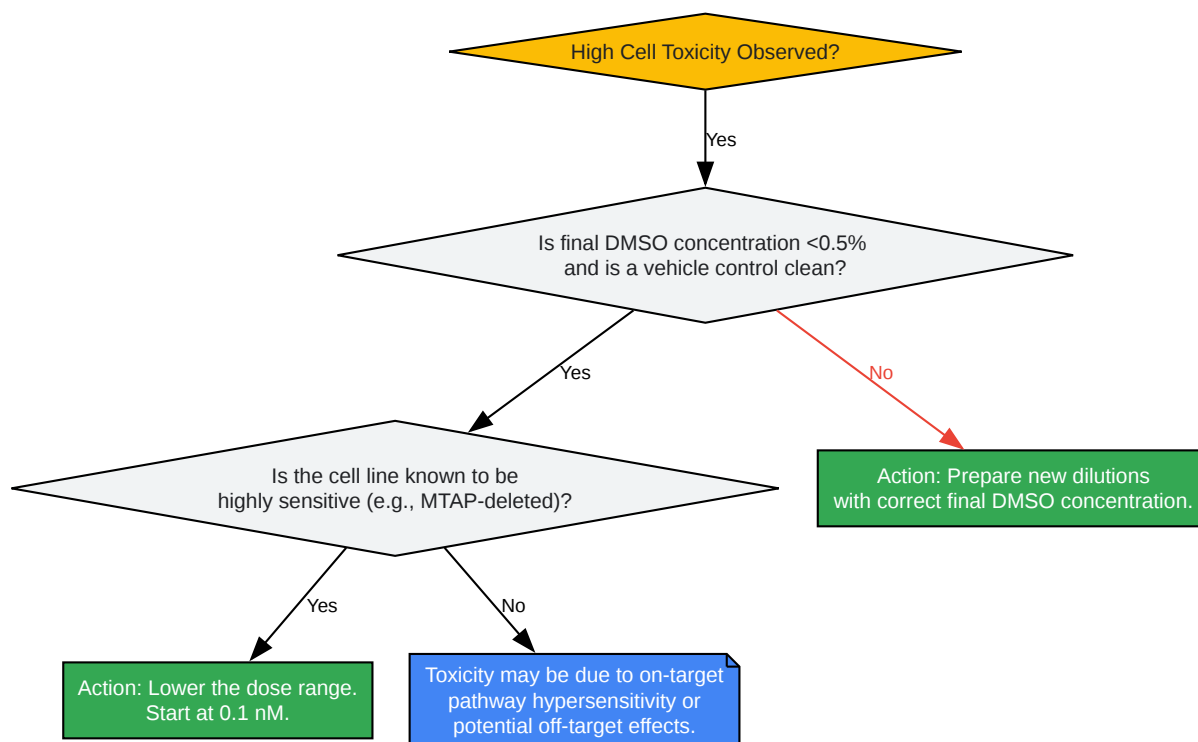 High Cell Toxicity Observed?
Yes
Is final DMSO concentration <0.5%
and is a vehicle control clean?
Yes
No
Is the cell line known to be
highly sensitive (e.g., MTAP-deleted)?
Action: Prepare new dilutions
with correct final DMSO concentration.
Yes
No
Action: Lower the dose range.
Start at 0.1 nM.
Toxicity may be due to on-target
pathway hypersensitivity or
potential off-target effects.